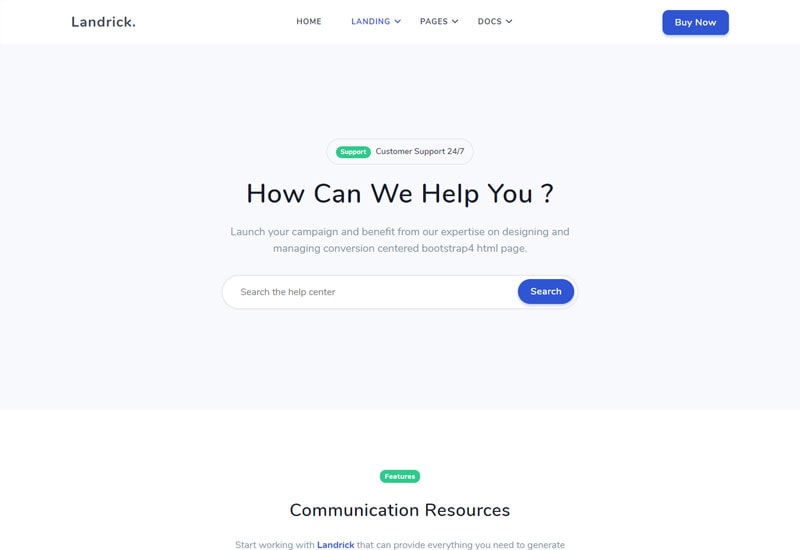 Landrick.
HOME
LANDING
PAGES
DOCS
Buy Now
Support Customer Support 24/7
How Can We Help You ?
Launch your campaign and benefit from our expertise on designing and
managing conversion centered bootstrap4 html page.
Search the help center
Search
Features
Communication Resources
Start working with Landrick that can provide everything you need to generate